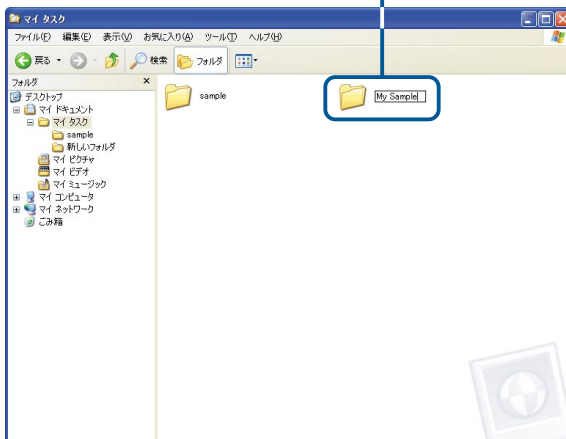 マイ タスク
ファイル(F) 編集(E) 表示(V) お気に入り(A) ツール(T) ヘルプ(H)
戻る 検索 フォルダ
フォルダ ×
デスクトップ
マイ ドキュメント
マイ タスク
sample
新しいフォルダ
マイ ピクチャ
マイ ビデオ
マイ ミュージック
マイ コンピュータ
マイ ネットワーク
ごみ箱
sample
My Sample